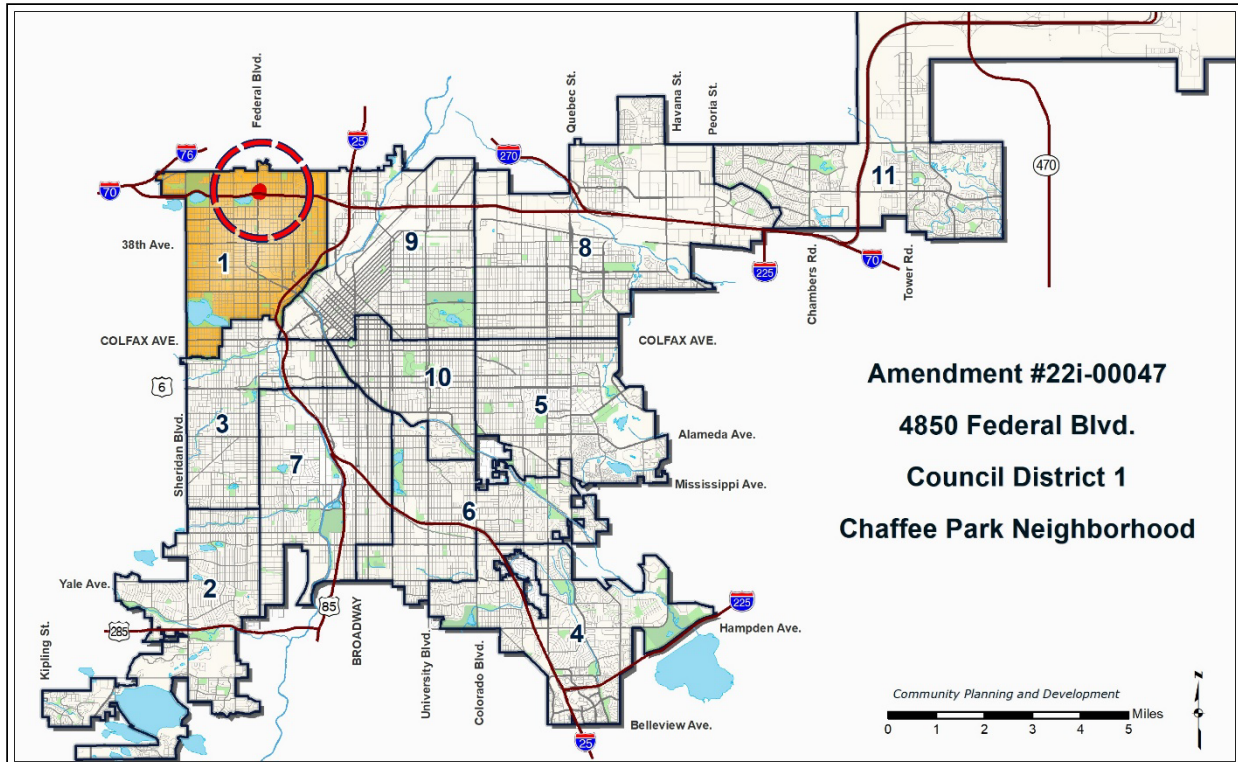 Federal Blvd.
Quebec St.
Havana St.
Peoria St.
76
25
270
70
470
11
38th Ave.
9
8
1
225
70
Chambers Rd.
Tower Rd.
COLFAX AVE.
COLFAX AVE.
6
10
5
3
Sheridan Blvd.
7
Alameda Ave.
Mississippi Ave.
6
Amendment #22i-00047
4850 Federal Blvd.
Council District 1
Chaffee Park Neighborhood
Yale Ave.
2
85
BROADWAY
225
285
Hampden Ave.
4
Kipling St.
University Blvd.
Colorado Blvd.
Belleview Ave.
25
Community Planning and Development
Miles
0 1 2 3 4 5
N